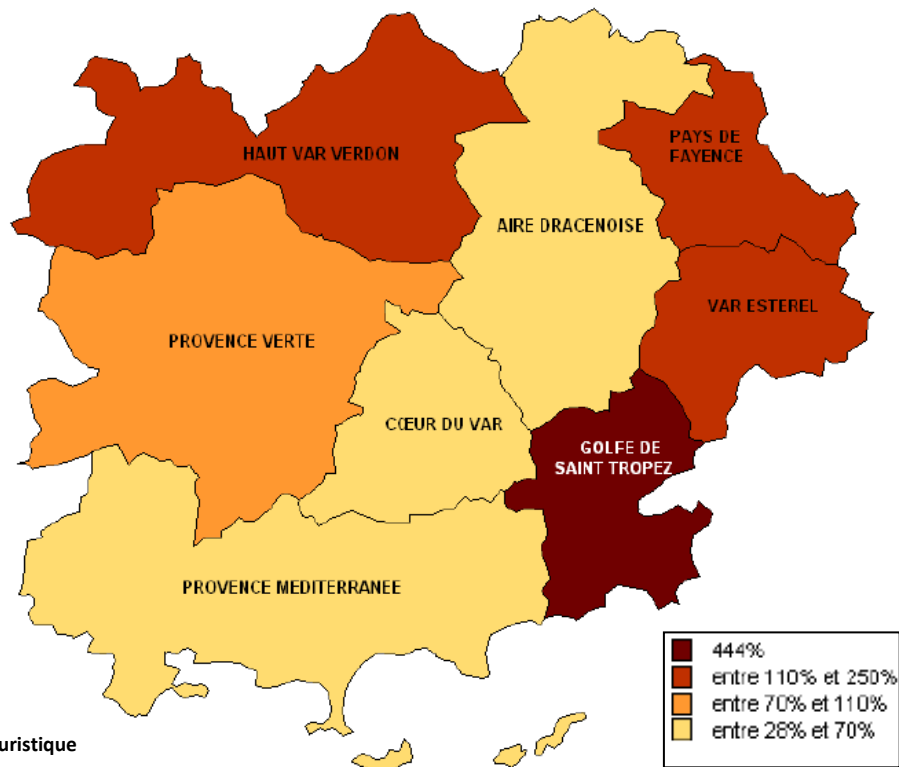 HAUT VAR VERDON
PAYS DE
FAYENCE
AIRE DRACENOISE
VAR ESTEREL
PROVENCE VERTE
CŒUR DU VAR
GOLFE DE
SAINT TROPEZ
PROVENCE MEDITERRANEE
444%
entre 110% et 250%
entre 70% et 110%
entre 28% et 70%
uristique